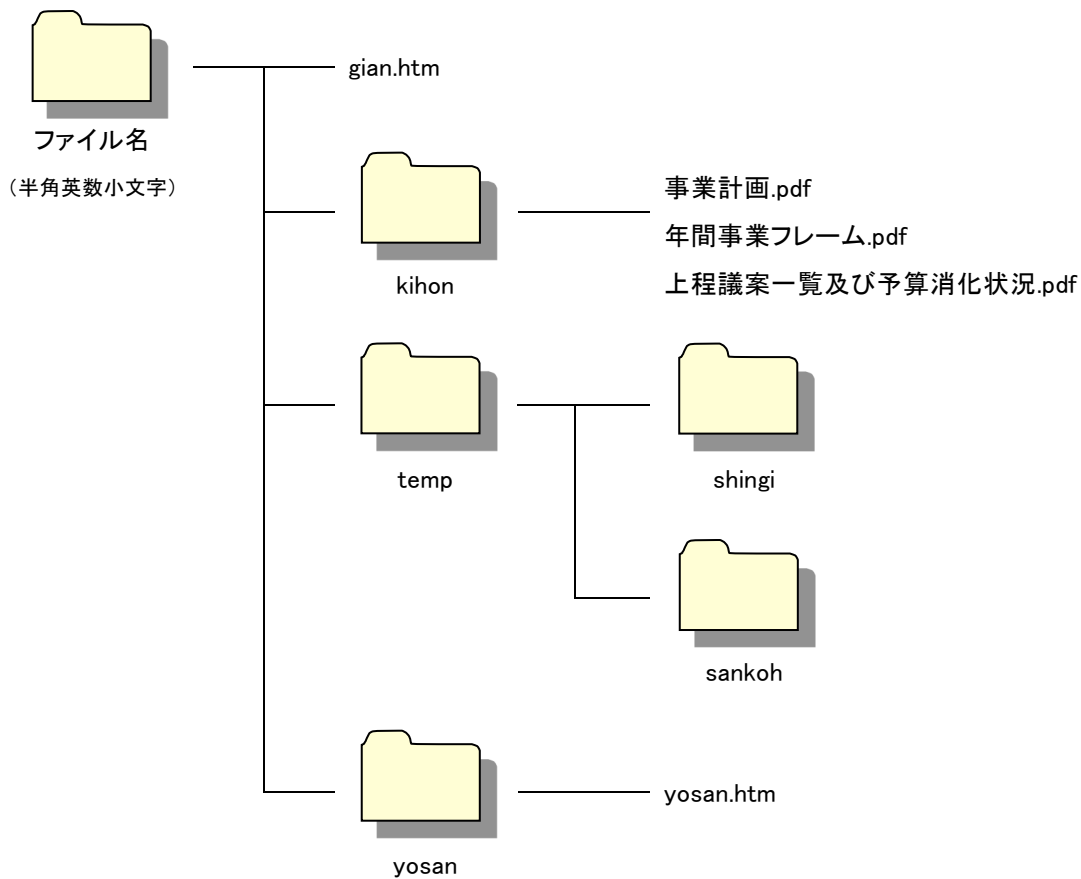 gian.htm
ファイル名
（半角英数小文字）
事業計画.pdf
年間事業フレーム.pdf
上程議案一覧及び予算消化状況.pdf
kihon
temp
shingi
sankoh
yosan.htm
yosan